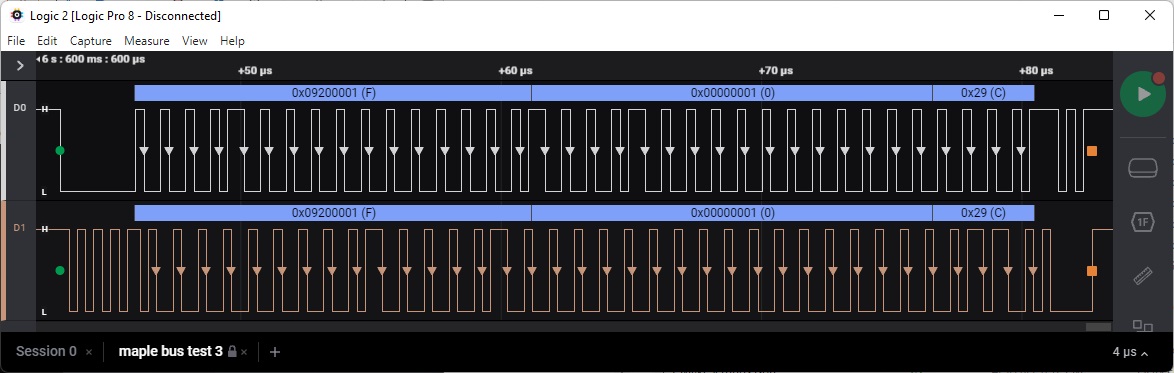 Logic 2 [Logic Pro 8 - Disconnected]
File Edit Capture Measure View Help
6 s : 600 ms : 600 µs
+50 µs +60 µs +70 µs +80 µs
D0 H 0x09200001 (F) 0x00000001 (0) 0x29 (C)
L
D1 H 0x09200001 (F) 0x00000001 (0) 0x29 (C)
L
1F
Session 0 × maple bus test 3 × + 4 µs